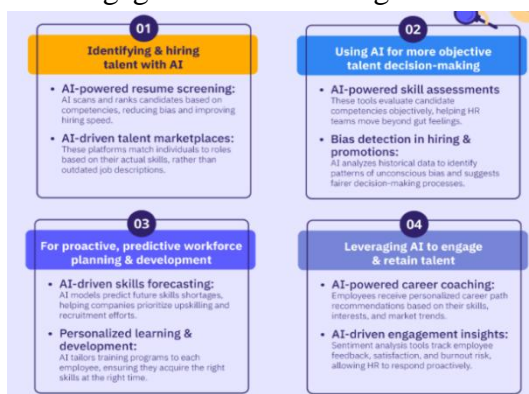 01
Identifying & hiring
talent with AI
• AI-powered resume screening:
AI scans and ranks candidates based on
competencies, reducing bias and improving
hiring speed.
• AI-driven talent marketplaces:
These platforms match individuals to roles
based on their actual skills, rather than
outdated job descriptions.
02
Using AI for more objective
talent decision-making
• AI-powered skill assessments
These tools evaluate candidate
competencies objectively, helping HR
teams move beyond gut feelings.
• Bias detection in hiring &
promotions:
AI analyzes historical data to identify
patterns of unconscious bias and suggests
fairer decision-making processes.
03
For proactive, predictive workforce
planning & development
• AI-driven skills forecasting:
AI models predict future skills shortages,
helping companies prioritize upskilling and
recruitment efforts.
• Personalized learning &
development:
AI tailors training programs to each
employee, ensuring they acquire the right
skills at the right time.
04
Leveraging AI to engage
& retain talent
• AI-powered career coaching:
Employees receive personalized career path
recommendations based on their skills,
interests, and market trends.
• AI-driven engagement insights:
Sentiment analysis tools track employee
feedback, satisfaction, and burnout risk,
allowing HR to respond proactively.